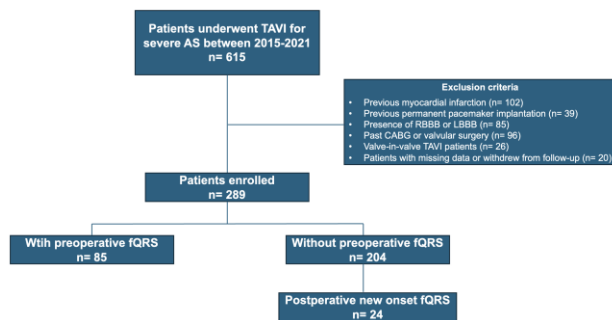 Patients underwent TAVI for
severe AS between 2015-2021
n= 615
Exclusion criteria
• Previous myocardial infarction (n= 102)
• Previous permanent pacemaker implantation (n= 39)
• Presence of RBBB or LBBB (n= 85)
• Past CABG or valvular surgery (n= 96)
• Valve-in-valve TAVI patients (n= 26)
• Patients with missing data or withdrew from follow-up (n= 20)
Patients enrolled
n= 289
Wtih preoperative fQRS
n= 85
Without preoperative fQRS
n= 204
Postperative new onset fQRS
n= 24